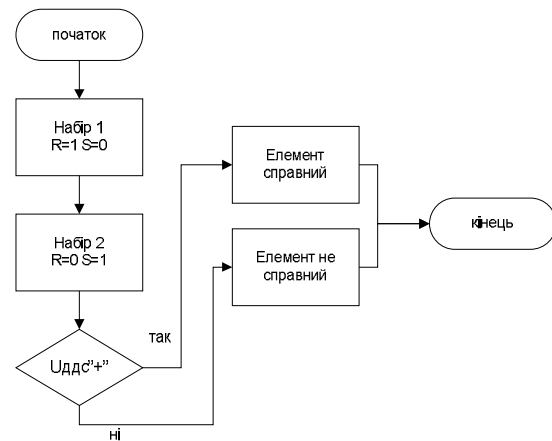 початок
Набір 1
R=1 S=0
Набір 2
R=0 S=1
Uддс"+"
так
ні
Елемент
справний
Елемент не
справний
кінець